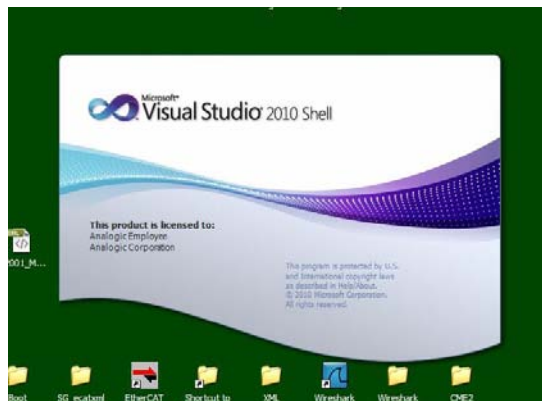 Microsoft®
Visual Studio® 2010 Shell
This product is licensed to:
Analogic Employee
Analogic Corporation
This program is protected by U.S.
and International copyright laws
as described in Help/About.
© 2010 Microsoft Corporation.
All rights reserved.
2001_M...
Boot
SG_ecatxml
EtherCAT
Shortcut to
XML
Wireshark
Wireshark
CME2